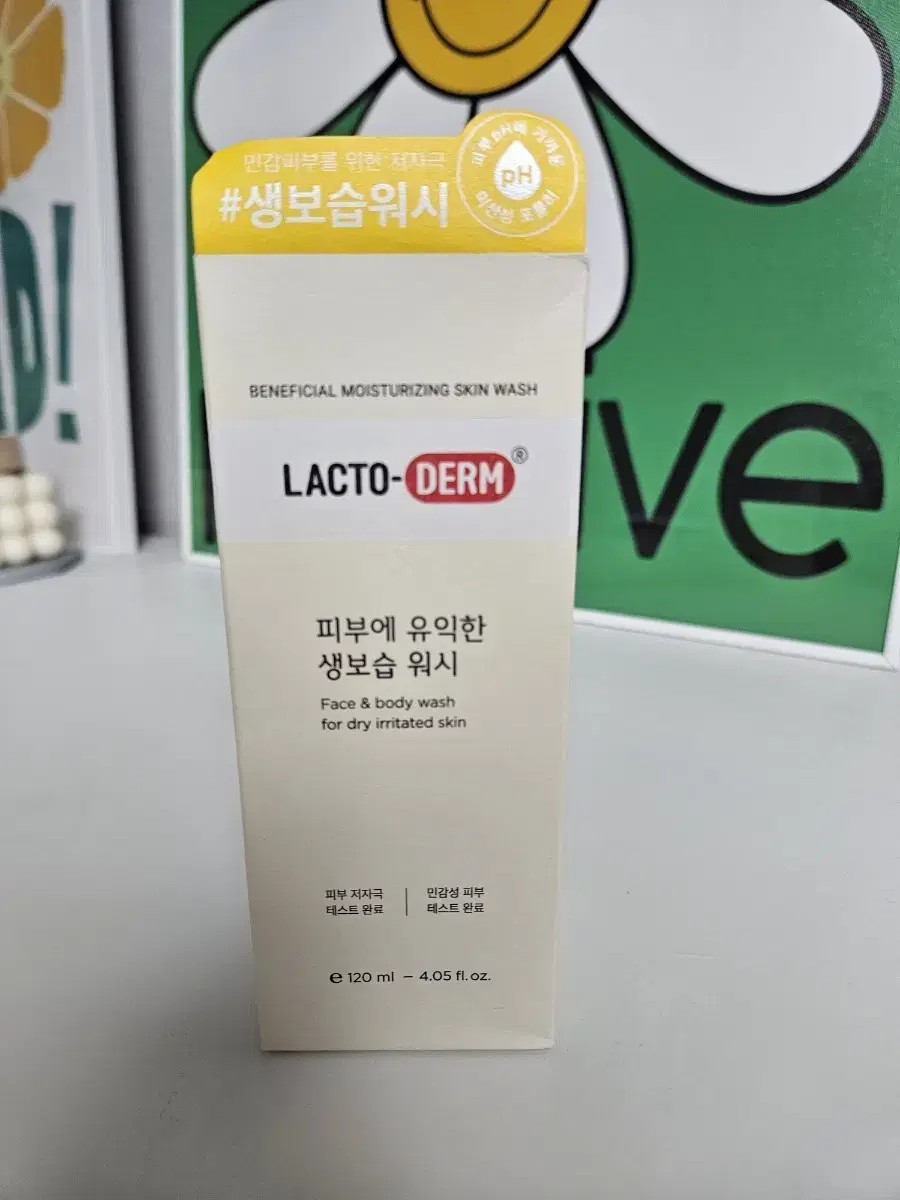 민감피부를 위한 저자극
#생보습워시
피부pH에 가까운
pH
약산성 포뮬러
BENEFICIAL MOISTURIZING SKIN WASH
LACTO-DERM®
피부에 유익한
생보습 워시
Face & body wash
for dry irritated skin
피부 저자극 | 민감성 피부
테스트 완료 | 테스트 완료
℮ 120 ml – 4.05 fl.oz.
ve
D!